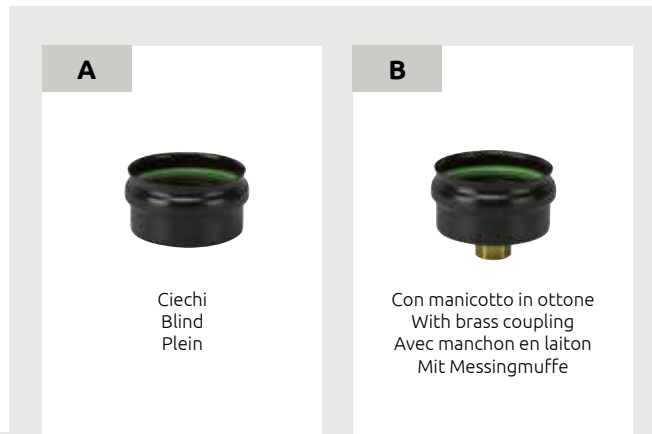 A
Ciechi
Blind
Plein
B
Con manicotto in ottone
With brass coupling
Avec manchon en laiton
Mit Messingmuffe